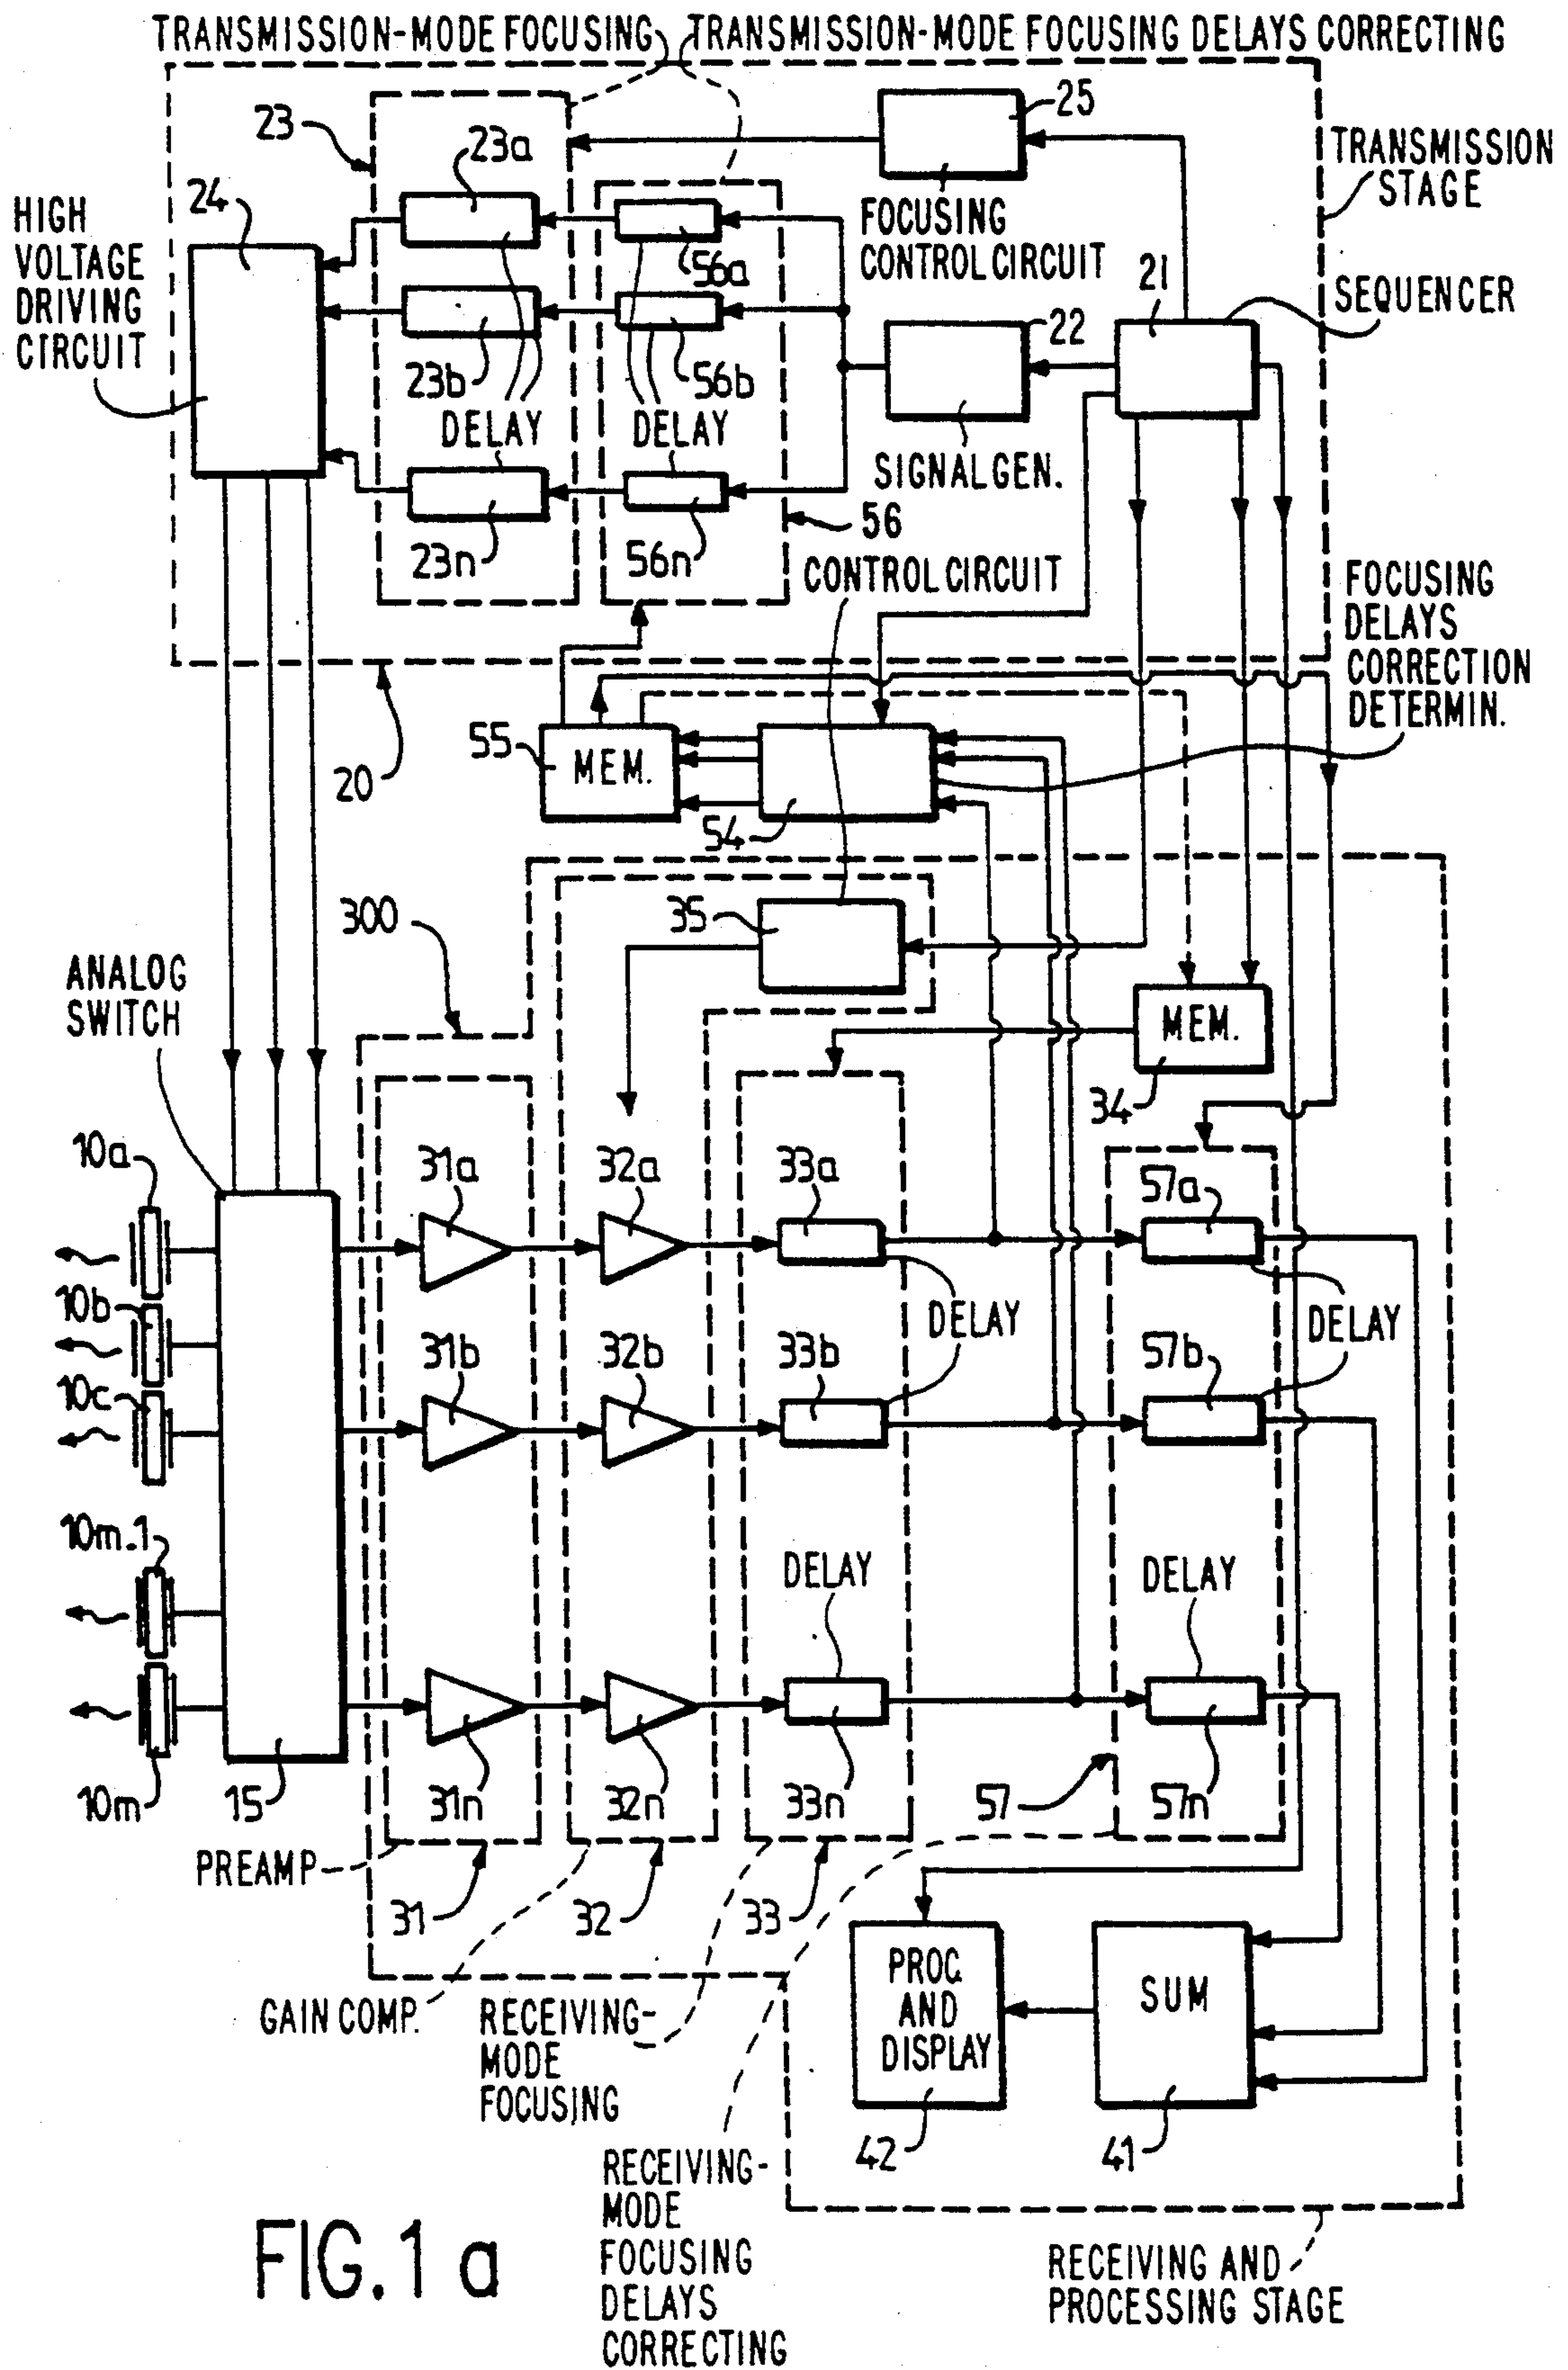 TRANSMISSION-MODE FOCUSING
TRANSMISSION-MODE FOCUSING DELAYS CORRECTING
23
23a
25
TRANSMISSION
STAGE
24
HIGH
VOLTAGE
DRIVING
CIRCUIT
FOCUSING
CONTROL CIRCUIT
56a
21
SEQUENCER
22
23b
56b
DELAY
DELAY
SIGNAL GEN.
23n
56n
56
CONTROL CIRCUIT
FOCUSING
DELAYS
CORRECTION
DETERMIN.
20
55
MEM.
54
300
35
ANALOG
SWITCH
MEM.
34
10a
31a
32a
33a
57a
10b
DELAY
DELAY
10c
31b
32b
33b
57b
10m.1
DELAY
DELAY
10m
15
31n
32n
33n
57
57n
PREAMP
31
32
33
GAIN COMP.
RECEIVING-
MODE
FOCUSING
PROC.
AND
DISPLAY
SUM
42
41
RECEIVING-
MODE
FOCUSING
DELAYS
CORRECTING
RECEIVING AND
PROCESSING STAGE
FIG.1 a